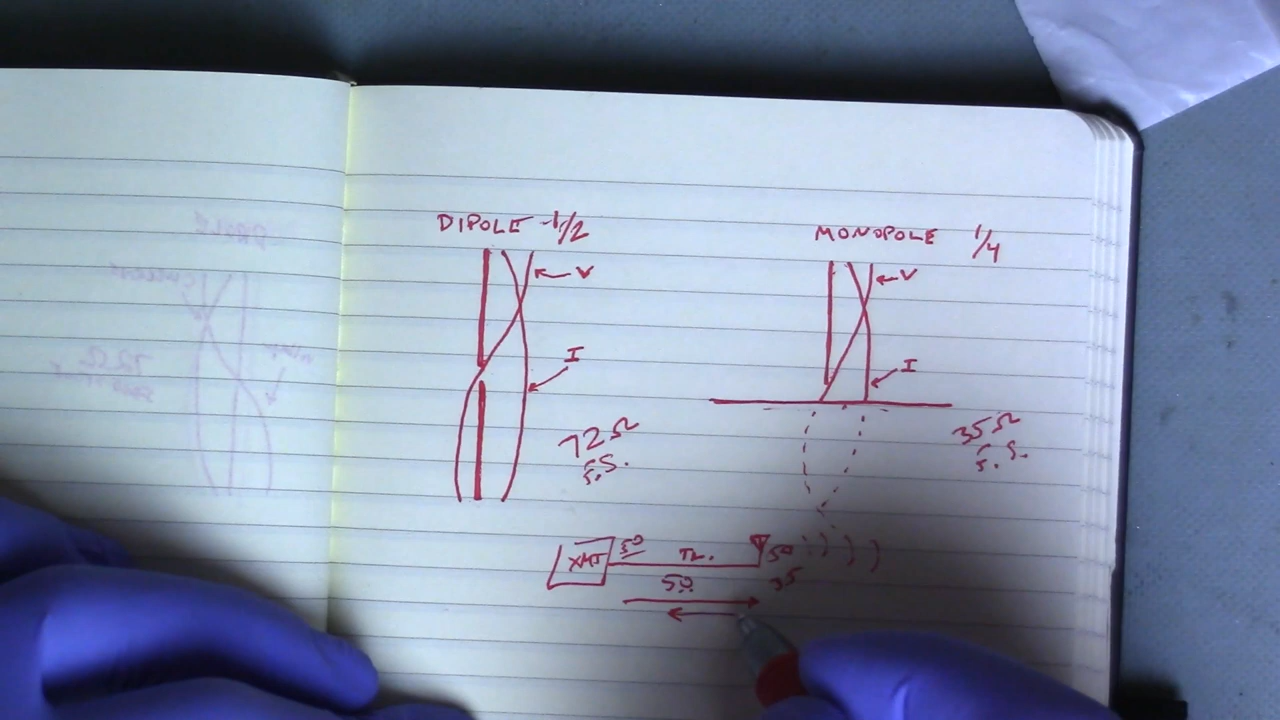 DIPOLE 1/2
V
I
72Ω
F.S.
MONOPOLE 1/4
V
I
35Ω
F.S.
XMT 50 TL. 50
50 35